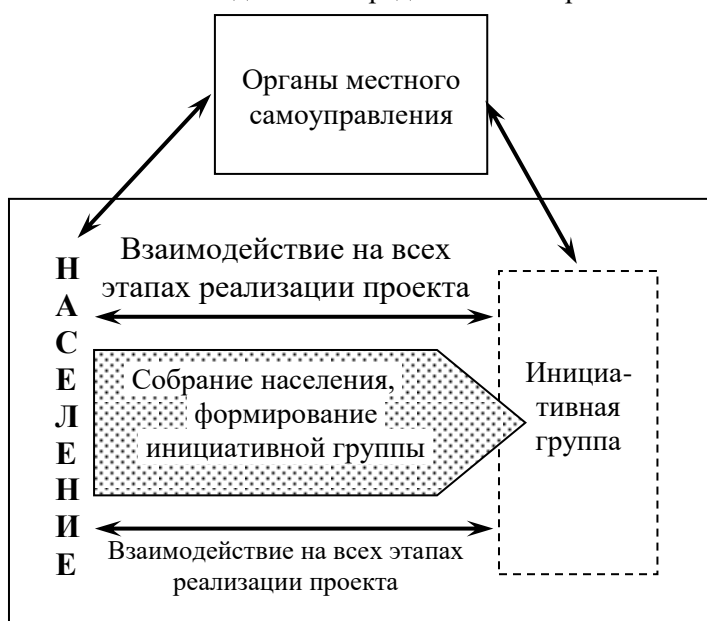 Органы местного
самоуправления
Взаимодействие на всех
этапах реализации проекта
НАСЕЛЕНИЕ
Собрание населения,
формирование
инициативной группы
Инициа-
тивная
группа
Взаимодействие на всех этапах
реализации проекта